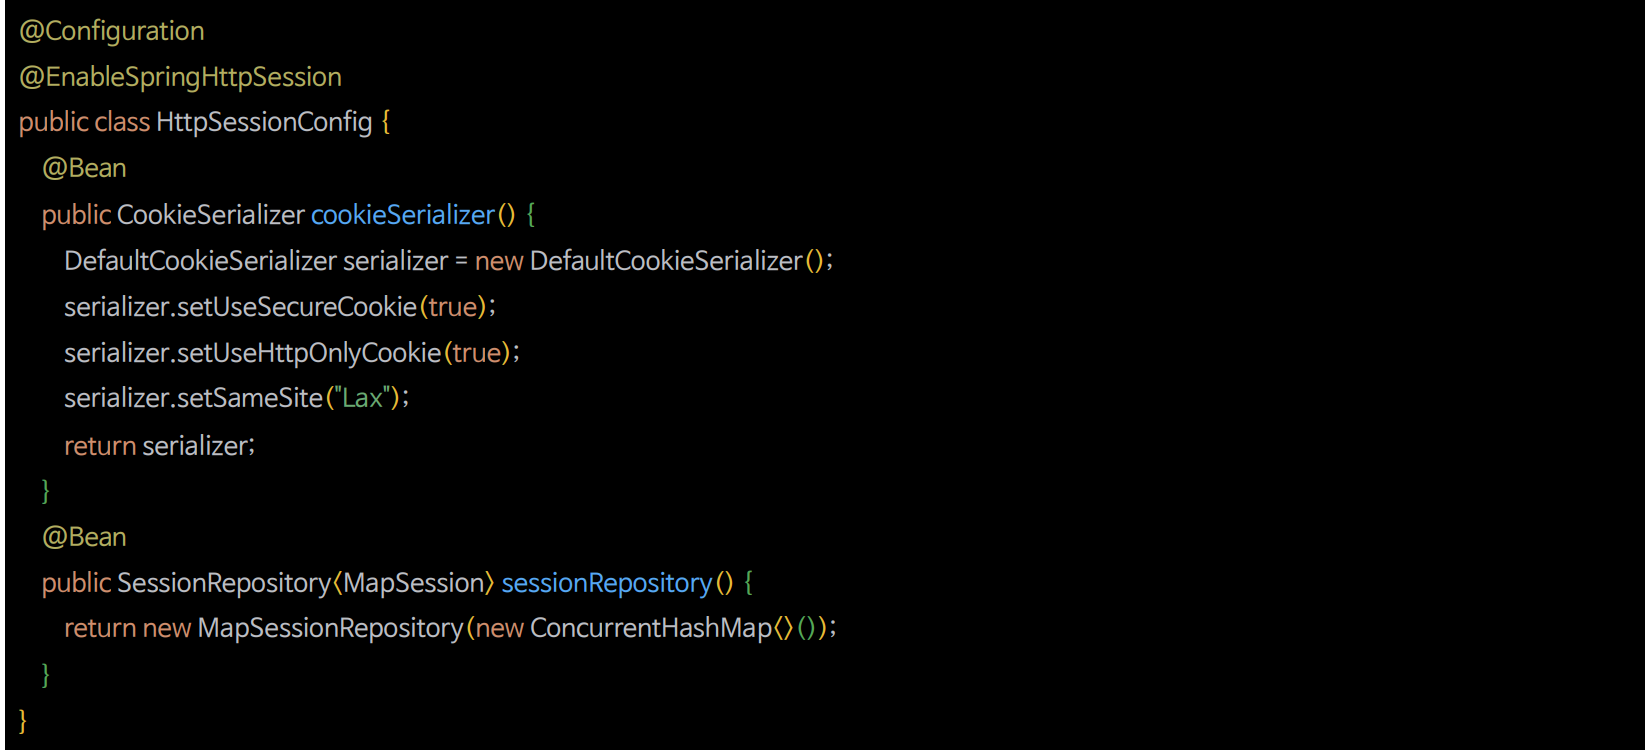 @Configuration
@EnableSpringHttpSession
public class HttpSessionConfig {
@Bean
public CookieSerializer cookieSerializer() {
DefaultCookieSerializer serializer = new DefaultCookieSerializer();
serializer.setUseSecureCookie(true);
serializer.setUseHttpOnlyCookie(true);
serializer.setSameSite("Lax");
return serializer;
}
@Bean
public SessionRepository<MapSession> sessionRepository() {
return new MapSessionRepository(new ConcurrentHashMap<>());
}
}